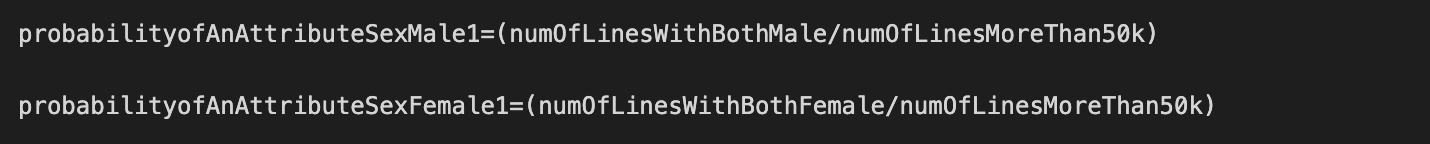 probabilityofAnAttributeSexMale1=(numOfLinesWithBothMale/numOfLinesMoreThan50k)
probabilityofAnAttributeSexFemale1=(numOfLinesWithBothFemale/numOfLinesMoreThan50k)